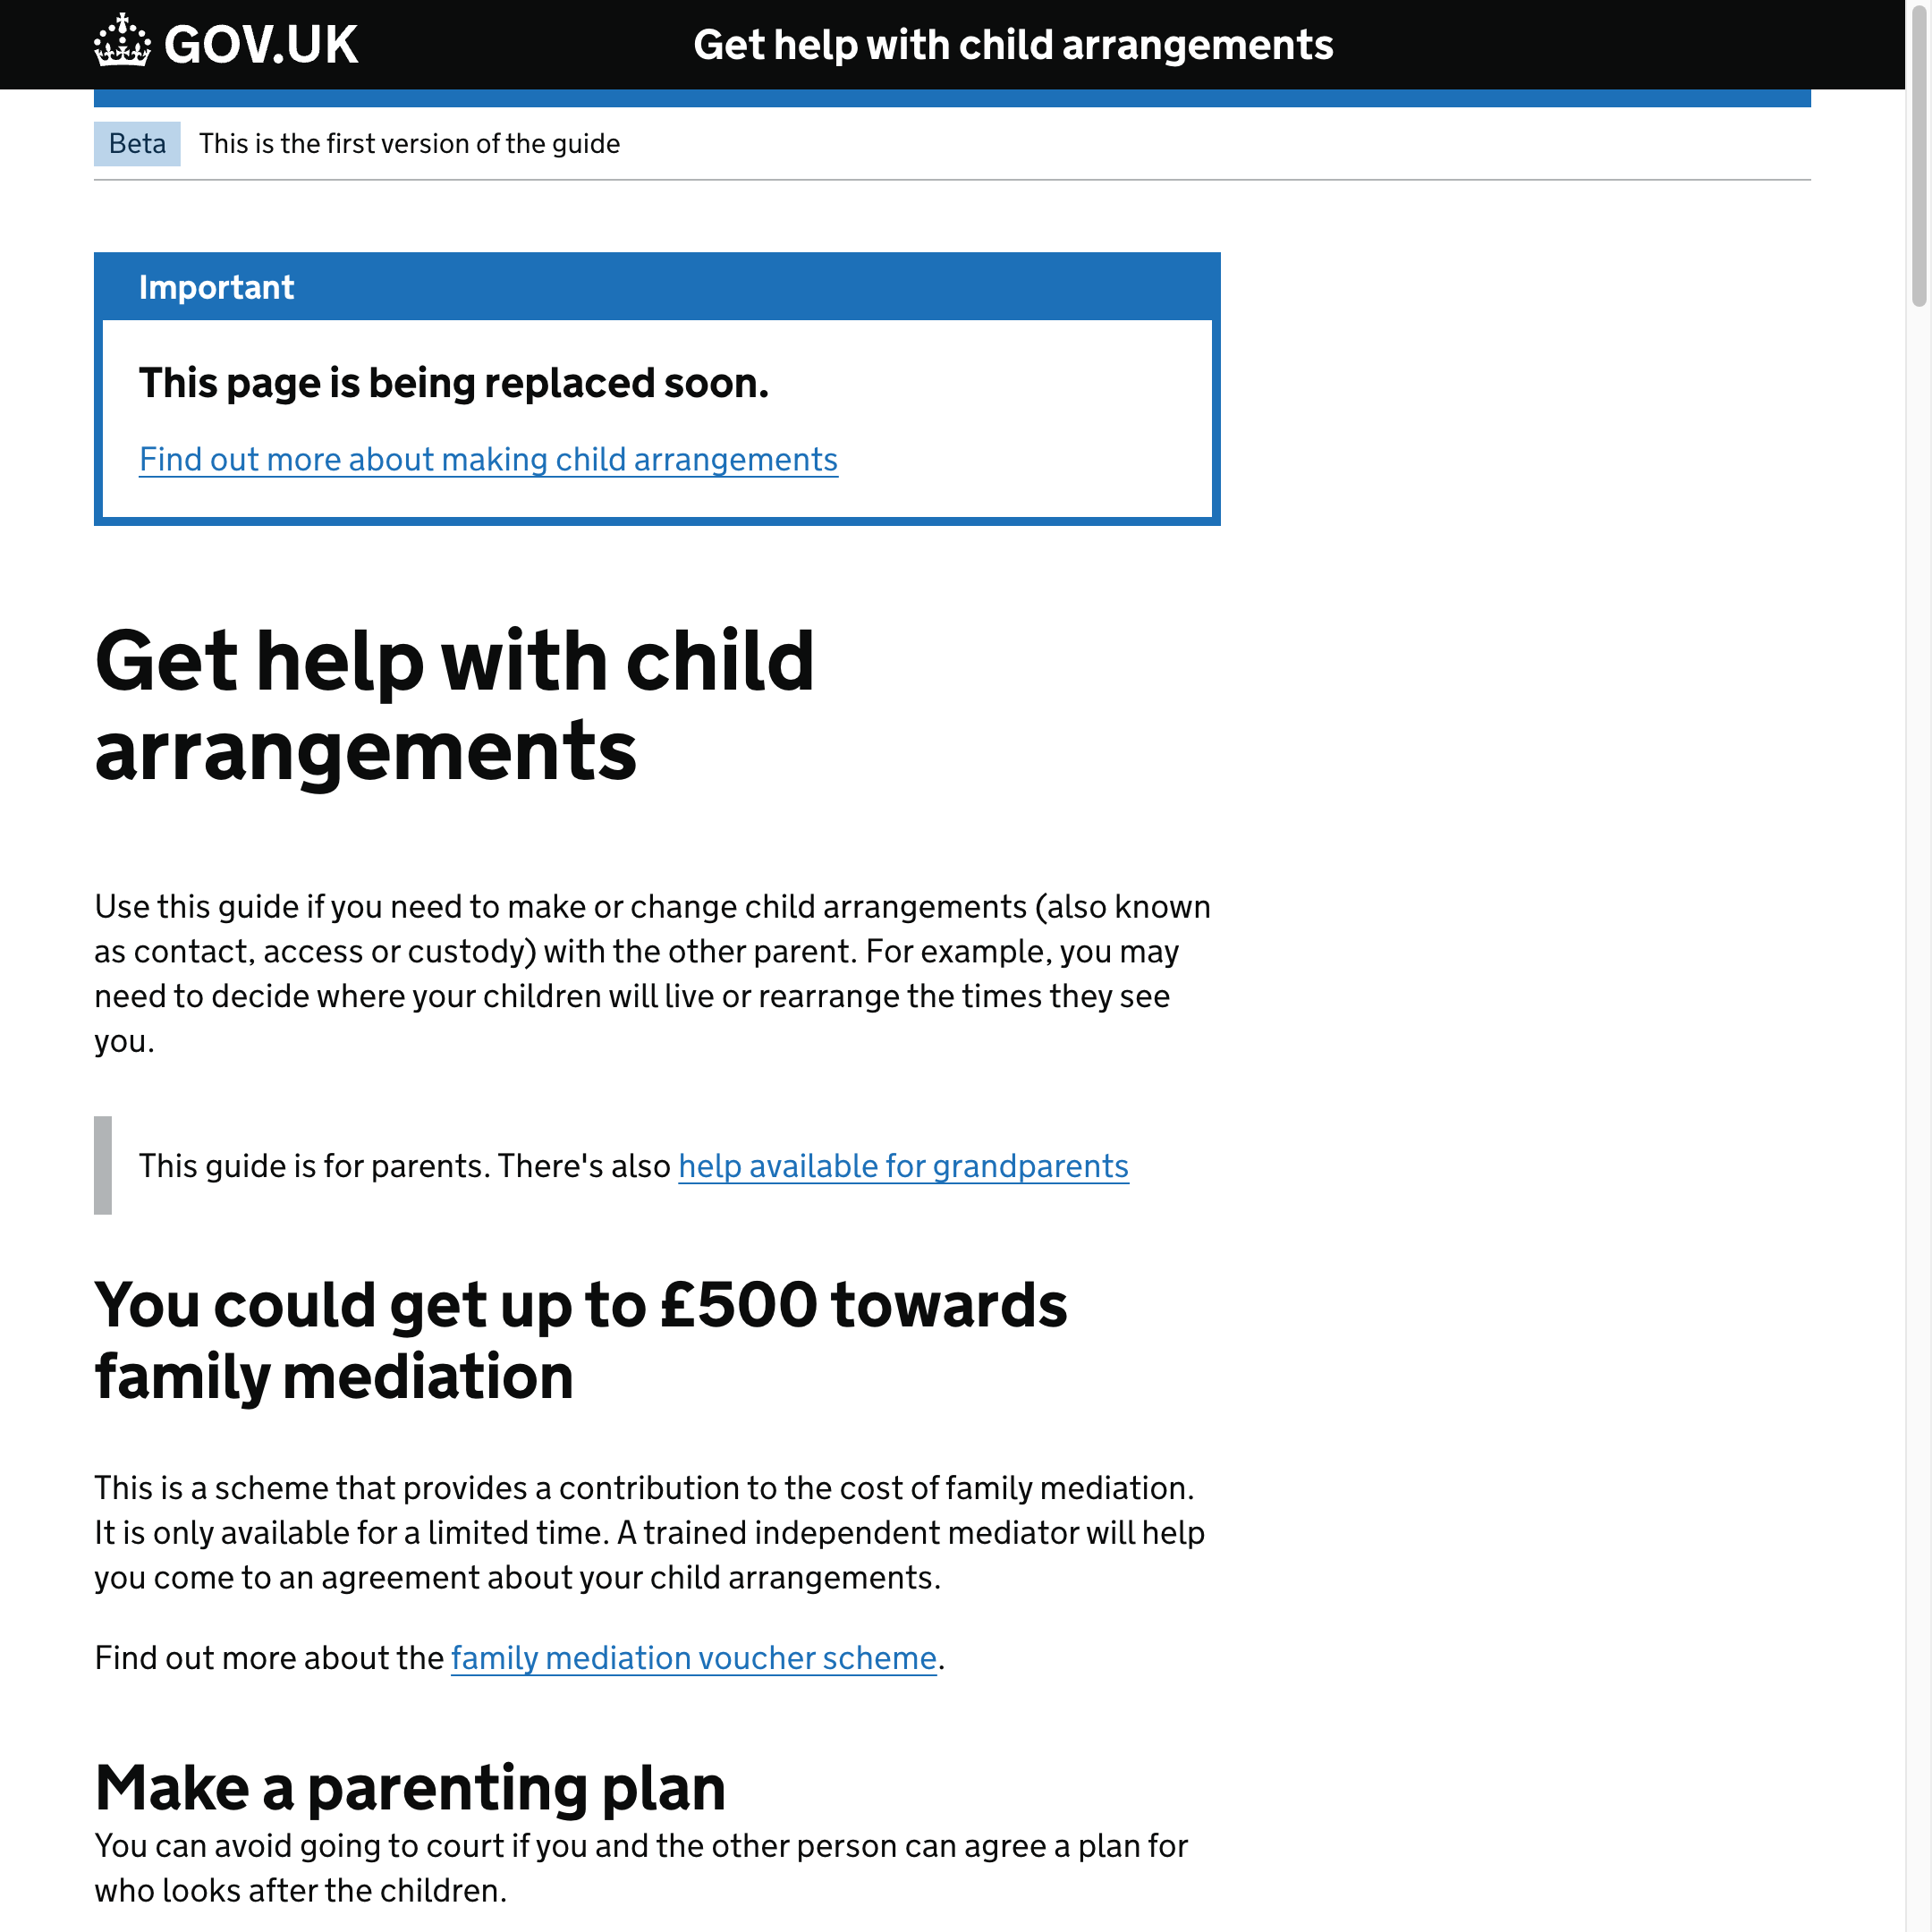 GOV.UK
Get help with child arrangements
Beta
This is the first version of the guide
Important
This page is being replaced soon.
Find out more about making child arrangements
Get help with child
arrangements
Use this guide if you need to make or change child arrangements (also known
as contact, access or custody) with the other parent. For example, you may
need to decide where your children will live or rearrange the times they see
you.
This guide is for parents. There's also help available for grandparents
You could get up to £500 towards
family mediation
This is a scheme that provides a contribution to the cost of family mediation.
It is only available for a limited time. A trained independent mediator will help
you come to an agreement about your child arrangements.
Find out more about the family mediation voucher scheme.
Make a parenting plan
You can avoid going to court if you and the other person can agree a plan for
who looks after the children.